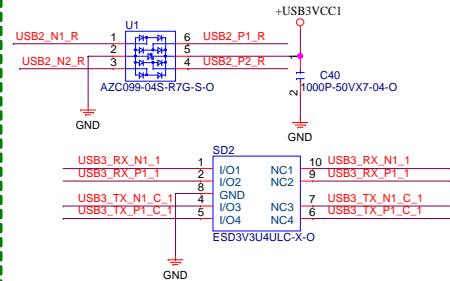 +USB3VCC1
U1
USB2_N1_R 1 6 USB2_P1_R
2 5 1
USB2_N2_R 3 4 USB2_P2_R
C40
AZC099-04S-R7G-S-O 2 1000P-50VX7-04-O
GND
GND
SD2
USB3_RX_N1_1 1 I/O1 NC1 10 USB3_RX_N1_1
USB3_RX_P1_1 2 I/O2 NC2 9 USB3_RX_P1_1
8 GND
USB3_TX_N1_C_1 4 I/O3 NC3 7 USB3_TX_N1_C_1
USB3_TX_P1_C_1 5 I/O4 NC4 6 USB3_TX_P1_C_1
ESD3V3U4ULC-X-O
GND